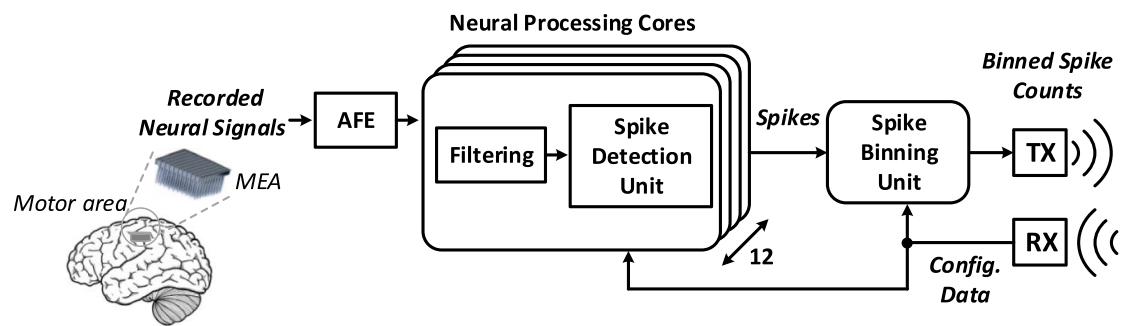 Neural Processing Cores
Recorded
Neural Signals
AFE
Filtering
Spike
Detection
Unit
12
Spikes
Spike
Binning
Unit
Binned Spike
Counts
TX
RX
Config.
Data
MEA
Motor area